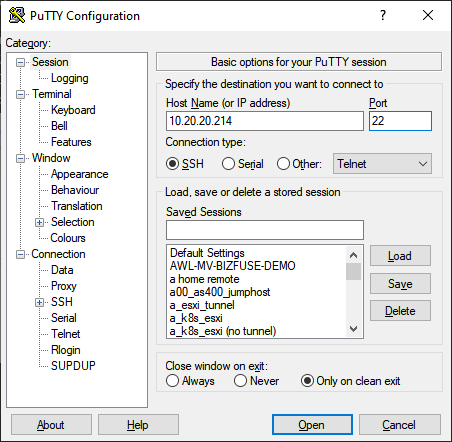 PuTTY Configuration
?
Category:
Session
Logging
Terminal
Keyboard
Bell
Features
Window
Appearance
Behaviour
Translation
Selection
Colours
Connection
Data
Proxy
SSH
Serial
Telnet
Rlogin
SUPDUP
Basic options for your PuTTY session
Specify the destination you want to connect to
Host Name (or IP address) Port
10.20.20.214 22
Connection type:
SSH Serial Other: Telnet
Load, save or delete a stored session
Saved Sessions
Default Settings
AWL-MV-BIZFUSE-DEMO
a home remote
a00_as400_jumphost
a_esxi_tunnel
a_k8s_esxi
a_k8s_esxi (no tunnel)
Load
Save
Delete
Close window on exit:
Always Never Only on clean exit
About Help Open Cancel